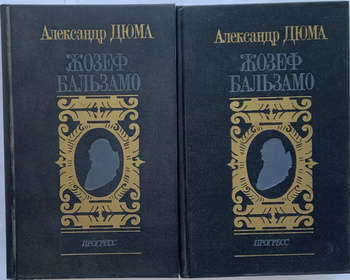 Александр ДЮМА
ЖОЗЕФ
БАЛЬЗАМО
ПРОГРЕСС
Александр ДЮМА
ЖОЗЕФ
БАЛЬЗАМО
ПРОГРЕСС